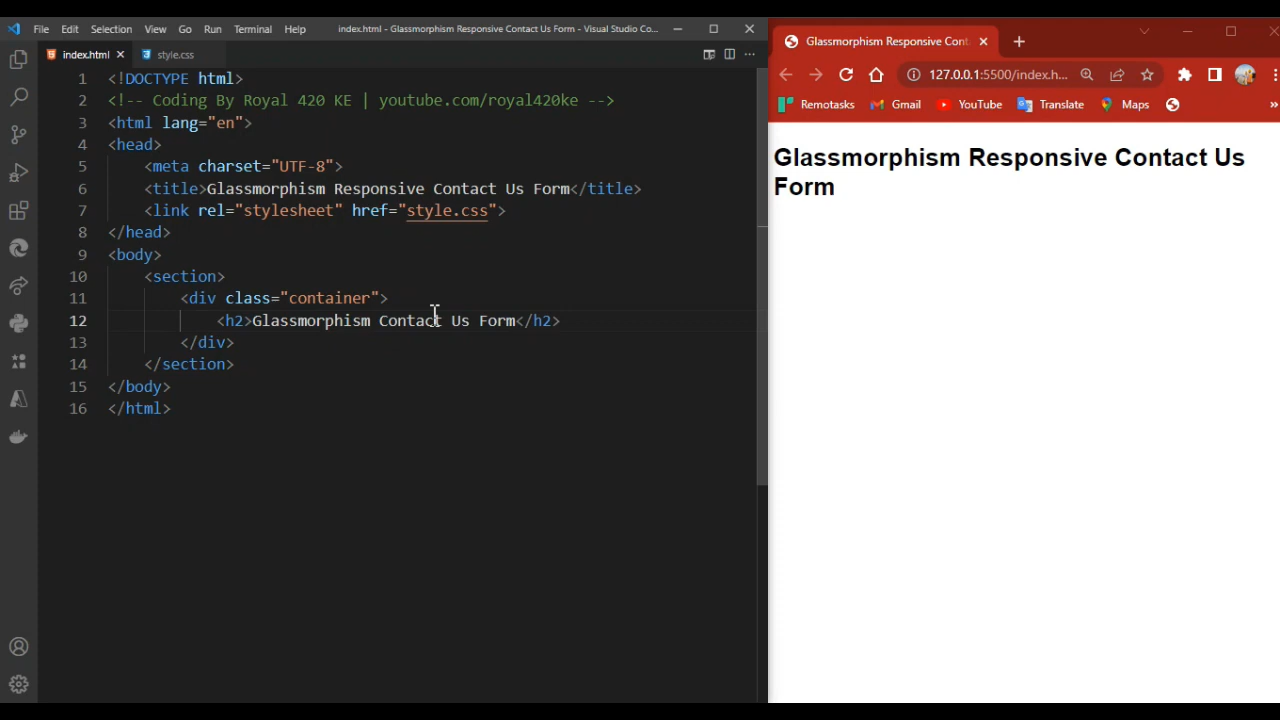 File Edit Selection View Go Run Terminal Help index.html - Glassmorphism Responsive Contact Us Form - Visual Studio Co...
index.html style.css
1 <!DOCTYPE html>
2 <!-- Coding By Royal 420 KE | youtube.com/royal420ke -->
3 <html lang="en">
4 <head>
5 <meta charset="UTF-8">
6 <title>Glassmorphism Responsive Contact Us Form</title>
7 <link rel="stylesheet" href="style.css">
8 </head>
9 <body>
10 <section>
11 <div class="container">
12 <h2>Glassmorphism Contact Us Form</h2>
13 </div>
14 </section>
15 </body>
16 </html>
Glassmorphism Responsive Cont
127.0.0.1:5500/index.h...
Remotasks Gmail YouTube Translate Maps
Glassmorphism Responsive Contact Us
Form